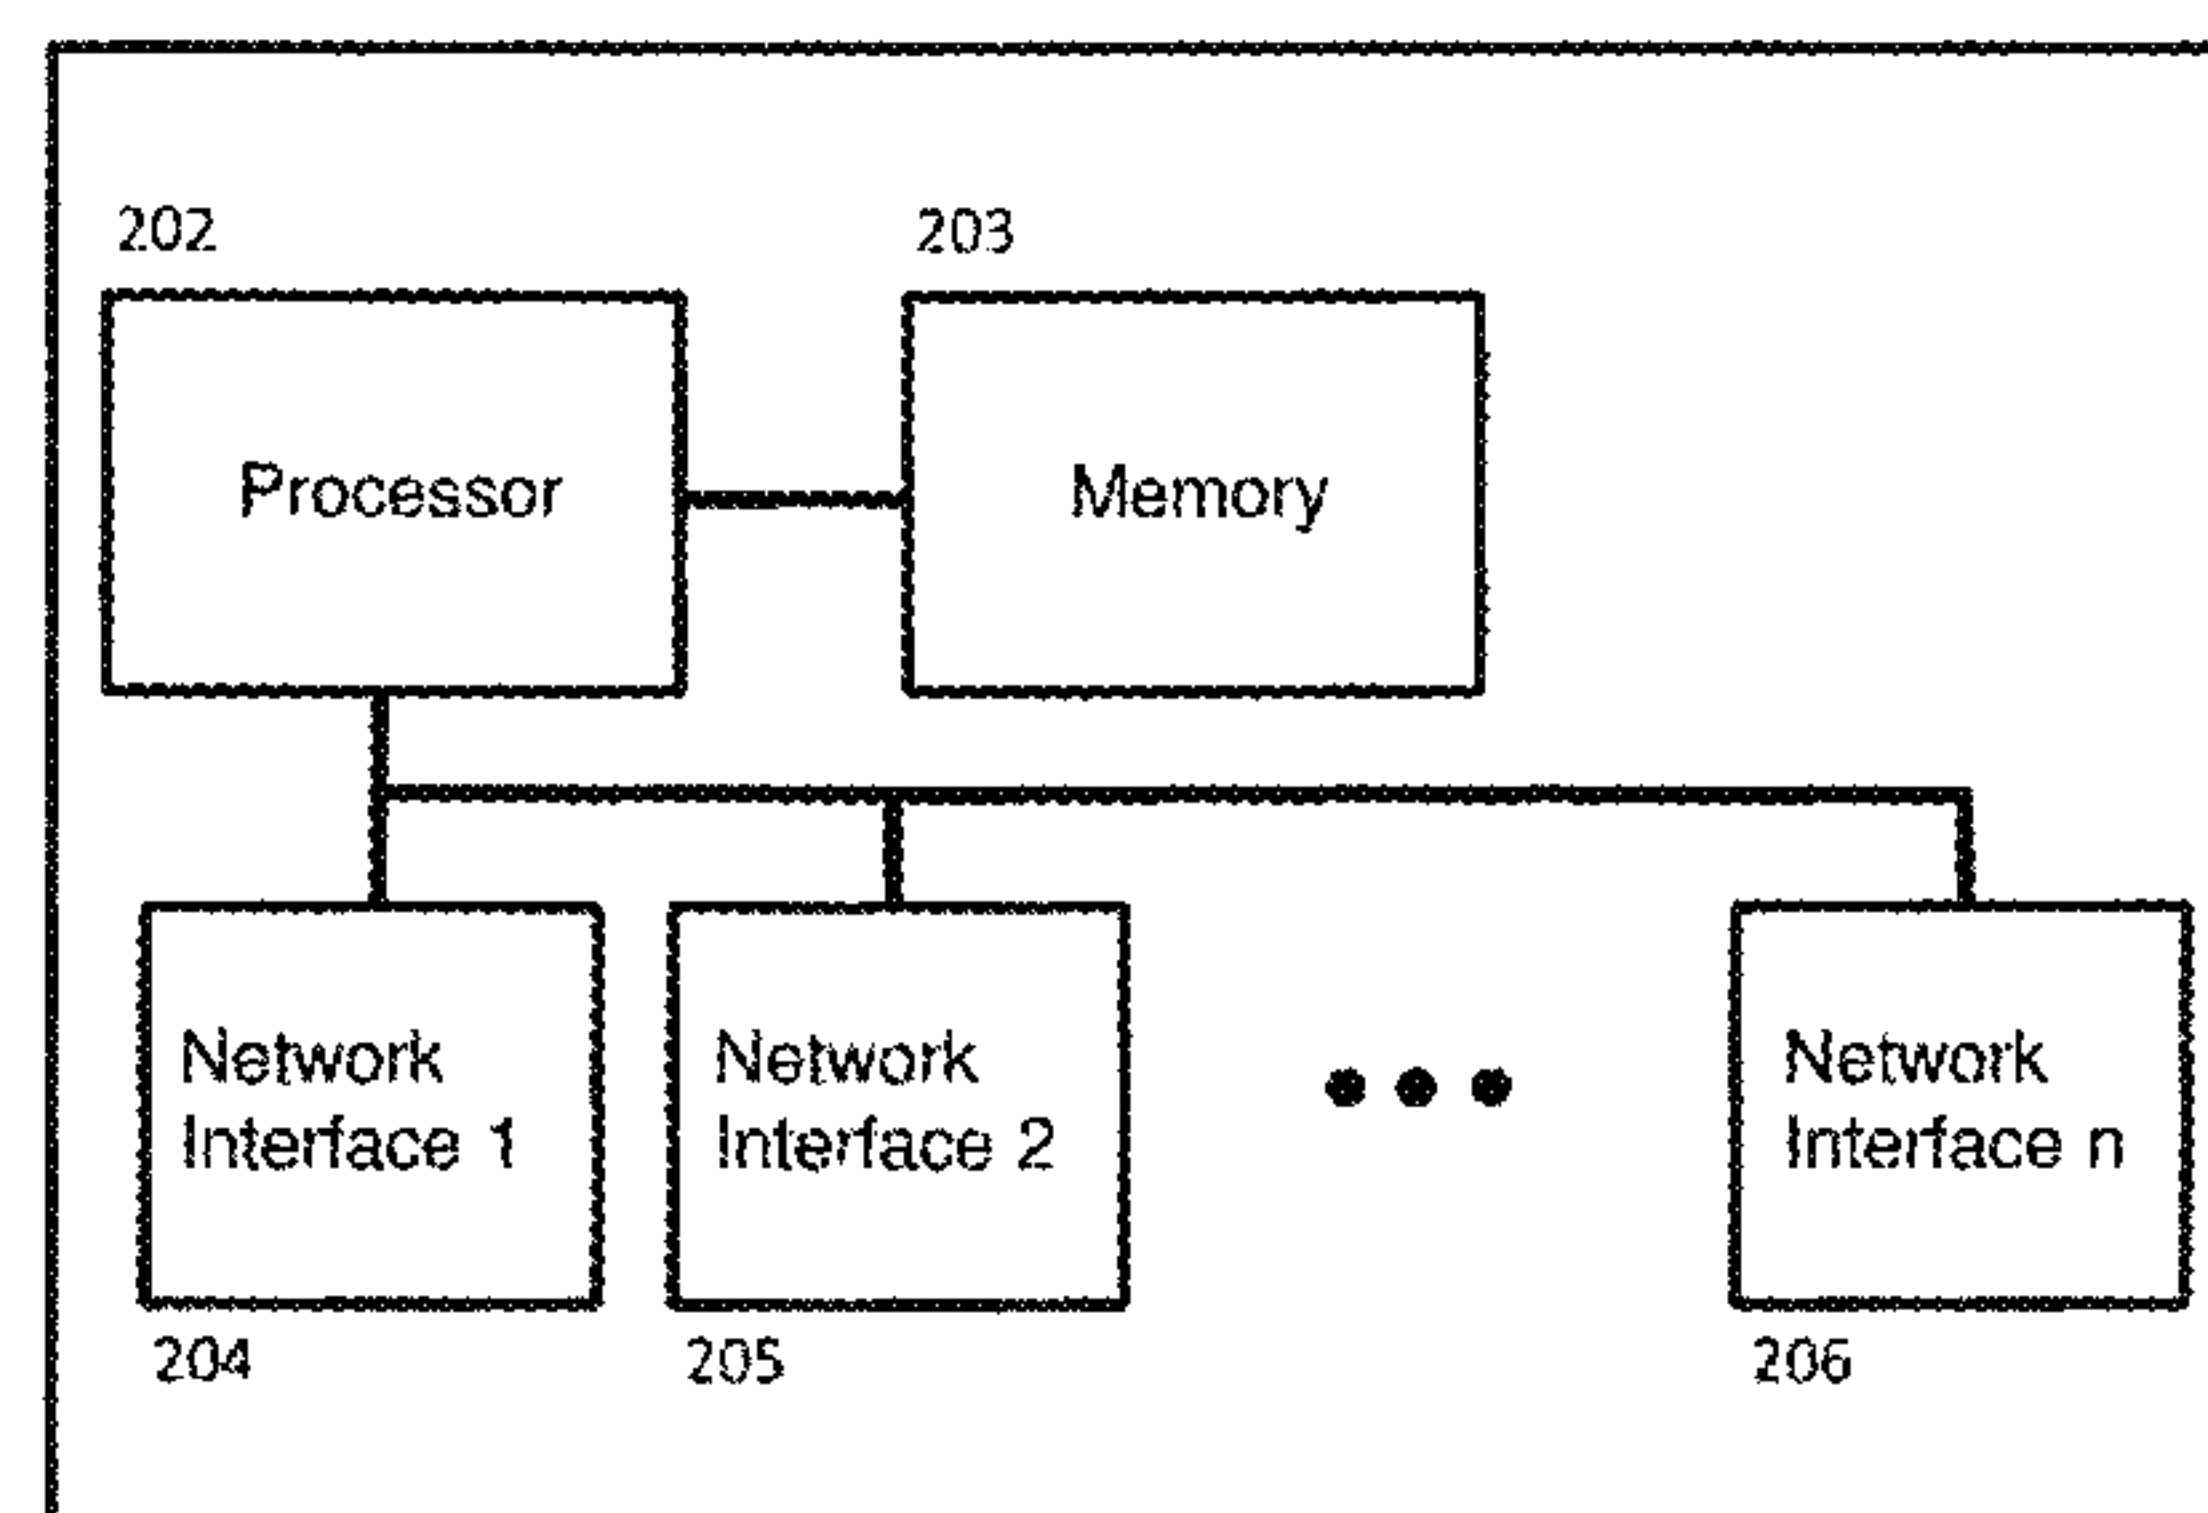 202
203
Processor
Memory
Network
Interface 1
Network
Interface 2
Network
Interface n
204
205
206